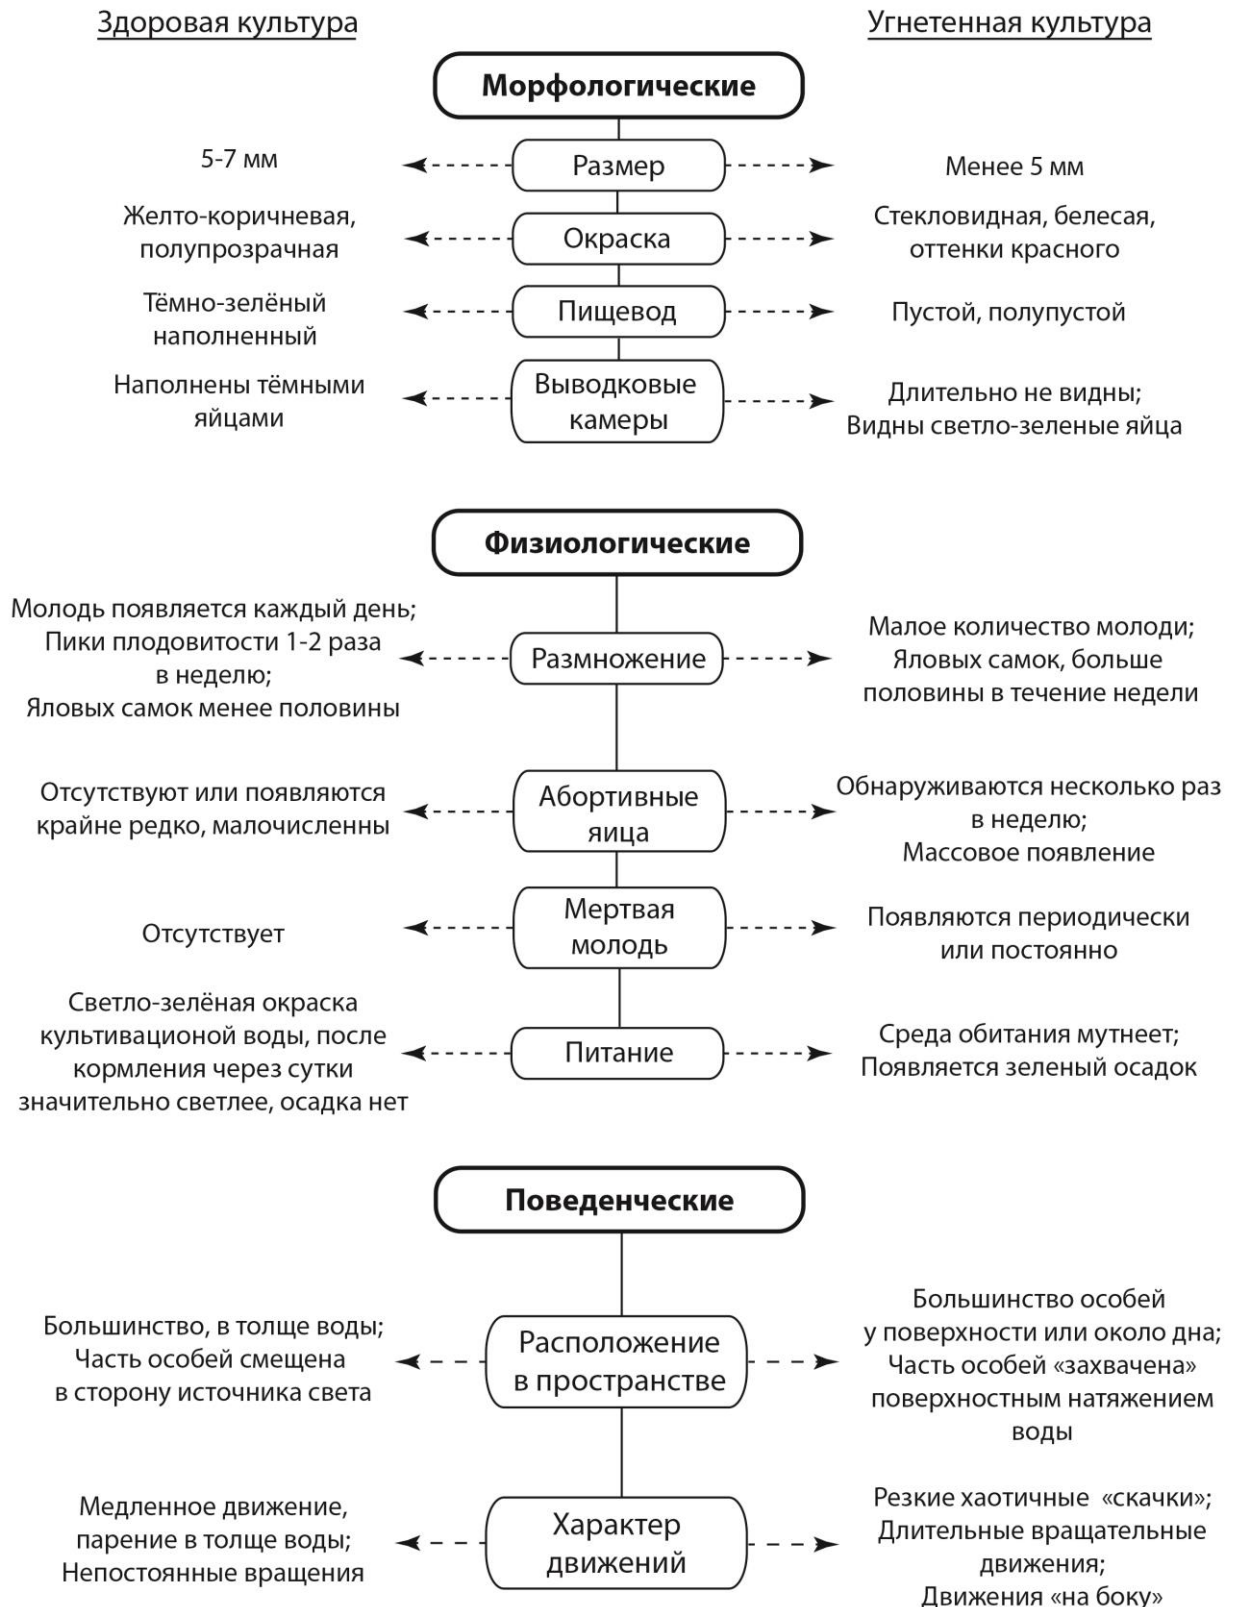 Здоровая культура
Угнетенная культура
Морфологические
5-7 мм
Размер
Менее 5 мм
Желто-коричневая,
полупрозрачная
Окраска
Стекловидная, белесая,
оттенки красного
Тёмно-зелёный
наполненный
Пищевод
Пустой, полупустой
Наполнены тёмными
яйцами
Выводковые
камеры
Длительно не видны;
Видны светло-зеленые яйца
Физиологические
Молодь появляется каждый день;
Пики плодовитости 1-2 раза
в неделю;
Яловых самок менее половины
Размножение
Малое количество молоди;
Яловых самок, больше
половины в течение недели
Отсутствуют или появляются
крайне редко, малочисленны
Абортивные
яица
Обнаруживаются несколько раз
в неделю;
Массовое появление
Отсутствует
Мертвая
молодь
Появляются периодически
или постоянно
Светло-зелёная окраска
культивационой воды, после
кормления через сутки
значительно светлее, осадка нет
Питание
Среда обитания мутнеет;
Появляется зеленый осадок
Поведенческие
Большинство, в толще воды;
Часть особей смещена
в сторону источника света
Расположение
в пространстве
Большинство особей
у поверхности или около дна;
Часть особей «захвачена»
поверхностным натяжением
воды
Медленное движение,
парение в толще воды;
Непостоянные вращения
Характер
движений
Резкие хаотичные «скачки»;
Длительные вращательные
движения;
Движения «на боку»